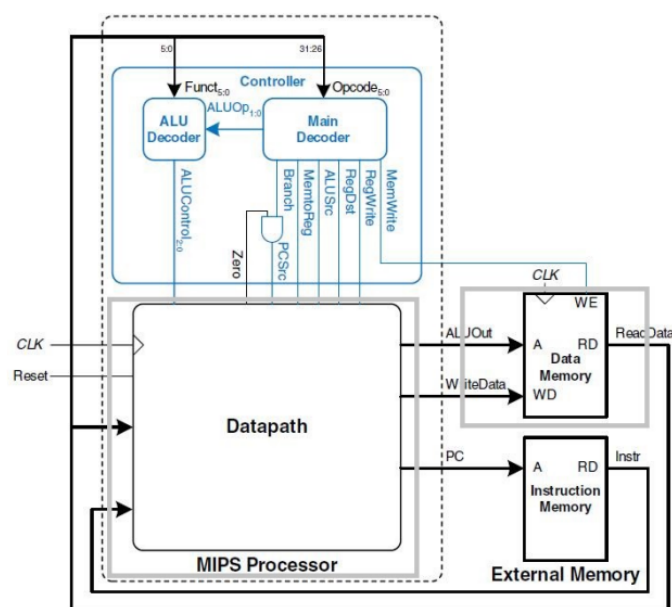 5:0
31:26
Controller
Funct5:0
Opcode5:0
ALUOp1:0
ALU
Decoder
Main
Decoder
ALUControl2:0
Zero
Branch
PCSrc
MemtoReg
ALUSrc
RegDst
RegWrite
MemWrite
CLK
WE
CLK
Reset
ALUOut
A
RD
ReadData
Data
Memory
WriteData
WD
Datapath
PC
A
RD
Instr
Instruction
Memory
MIPS Processor
External Memory